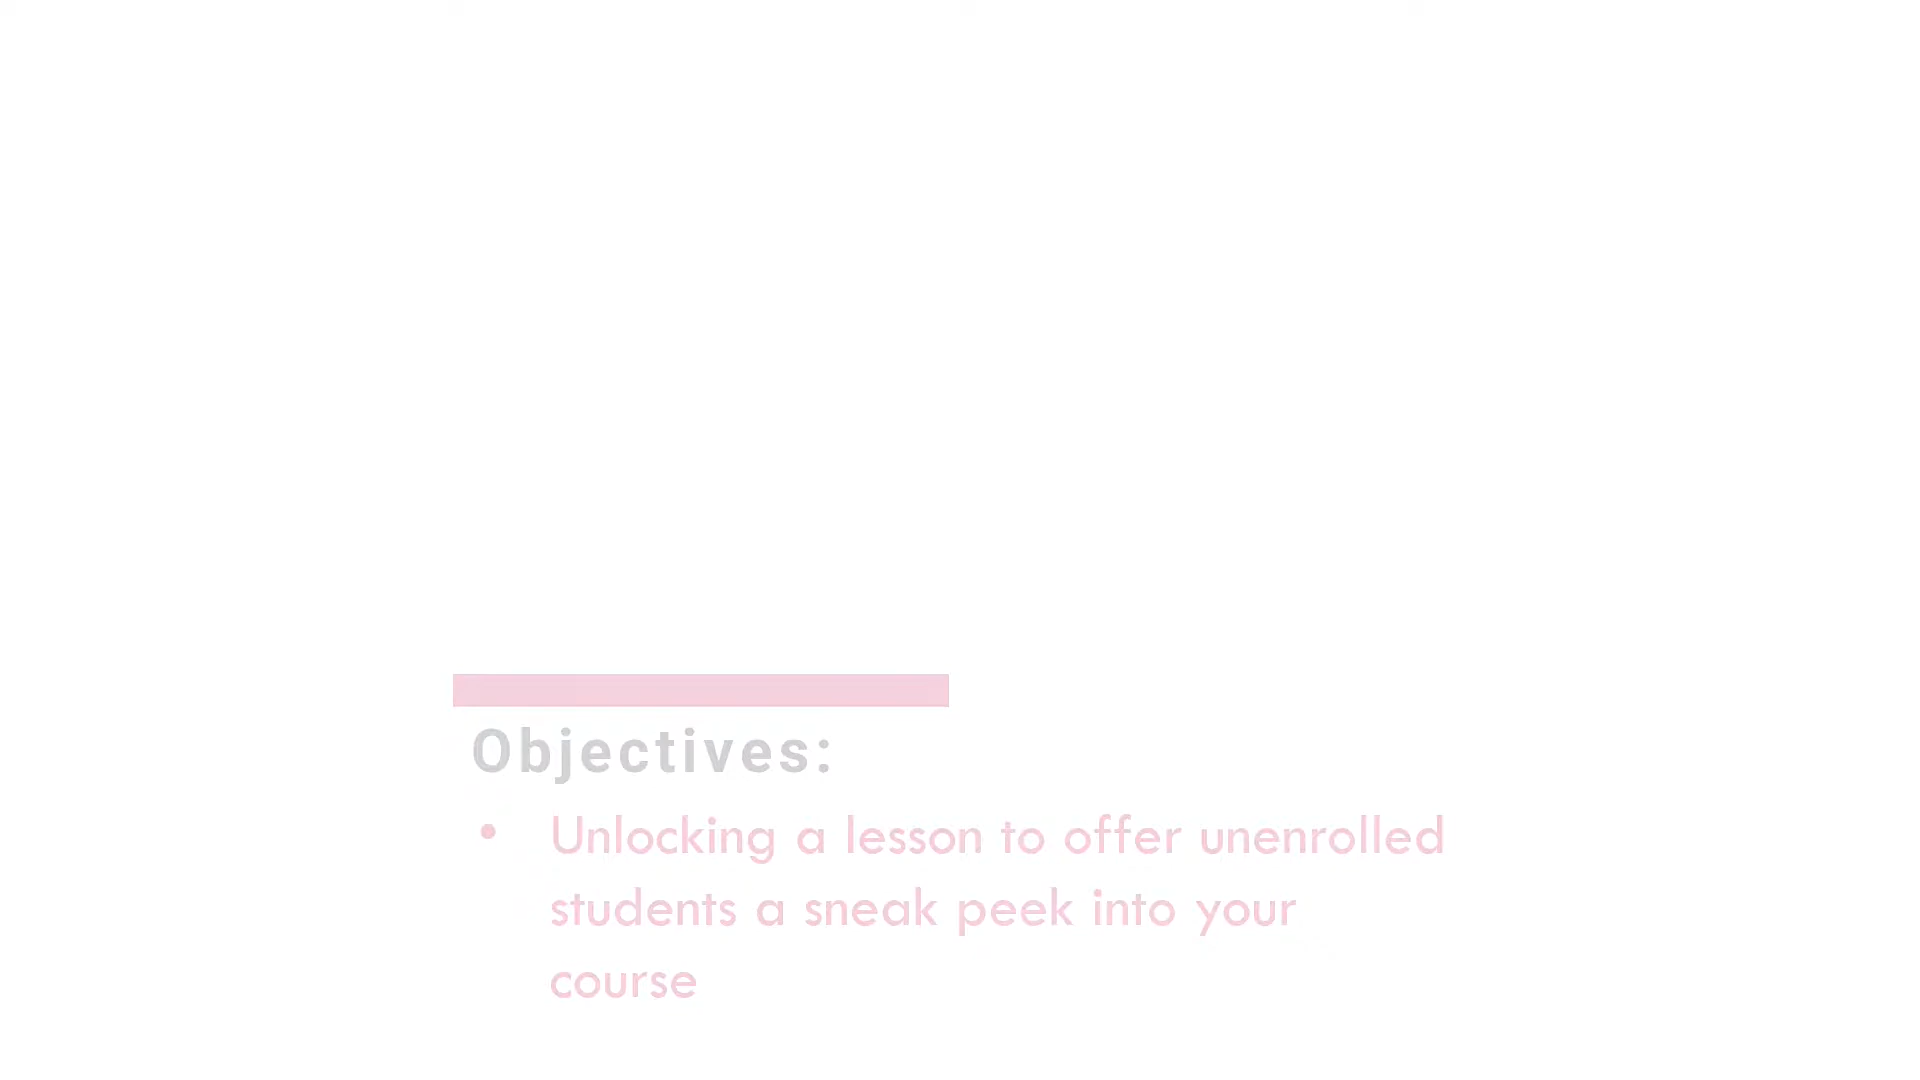 Objectives:
• Unlocking a lesson to offer unenrolled
students a sneak peek into your
course